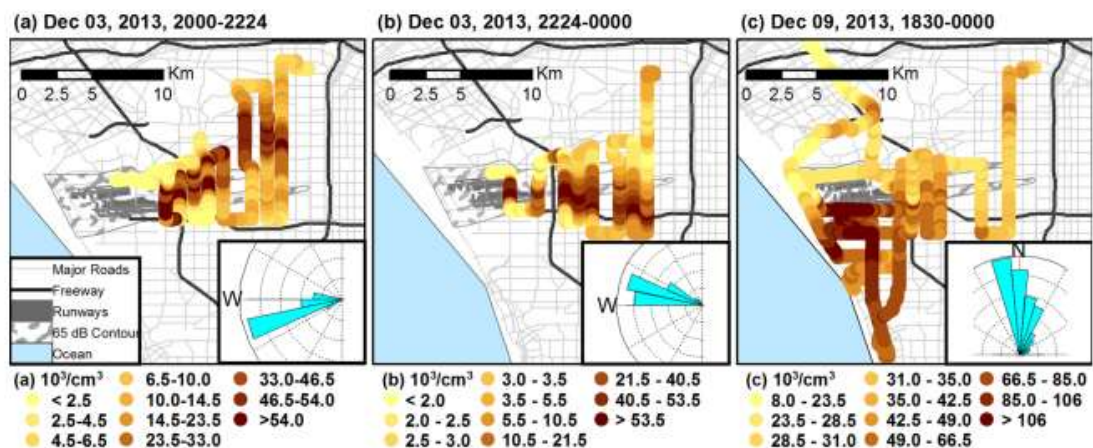 (a) Dec 03, 2013, 2000-2224
(b) Dec 03, 2013, 2224-0000
(c) Dec 09, 2013, 1830-0000
Km
0 2.5 5 10
Km
0 2.5 5 10
Km
0 2.5 5 10
Major Roads
Freeway
Runways
65 dB Contour
Ocean
W
W
N
(a) 10³/cm³
< 2.5
2.5-4.5
4.5-6.5
6.5-10.0
10.0-14.5
14.5-23.5
23.5-33.0
33.0-46.5
46.5-54.0
>54.0
(b) 10³/cm³
< 2.0
2.0 - 2.5
2.5 - 3.0
3.0 - 3.5
3.5 - 5.5
5.5 - 10.5
10.5 - 21.5
21.5 - 40.5
40.5 - 53.5
> 53.5
(c) 10³/cm³
8.0 - 23.5
23.5 - 28.5
28.5 - 31.0
31.0 - 35.0
35.0 - 42.5
42.5 - 49.0
49.0 - 66.5
66.5 - 85.0
85.0 - 106
> 106